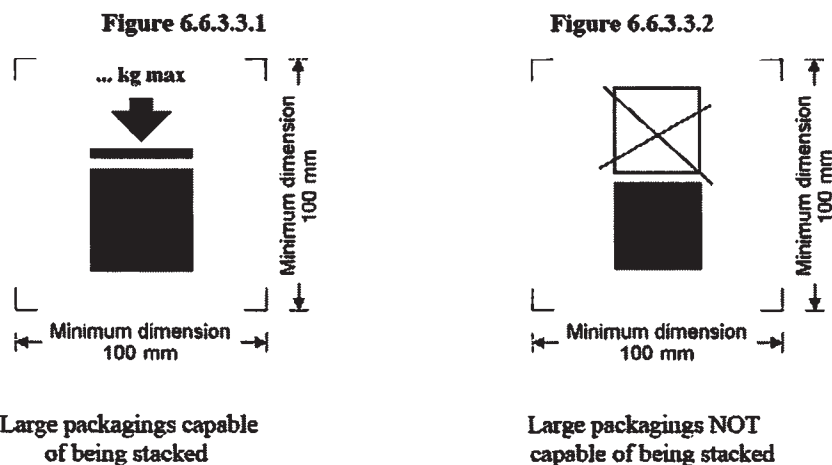 Figure 6.6.3.3.1
... kg max
Minimum dimension
100 mm
Minimum dimension
100 mm
Large packagings capable
of being stacked
Figure 6.6.3.3.2
Minimum dimension
100 mm
Minimum dimension
100 mm
Large packagings NOT
capable of being stacked